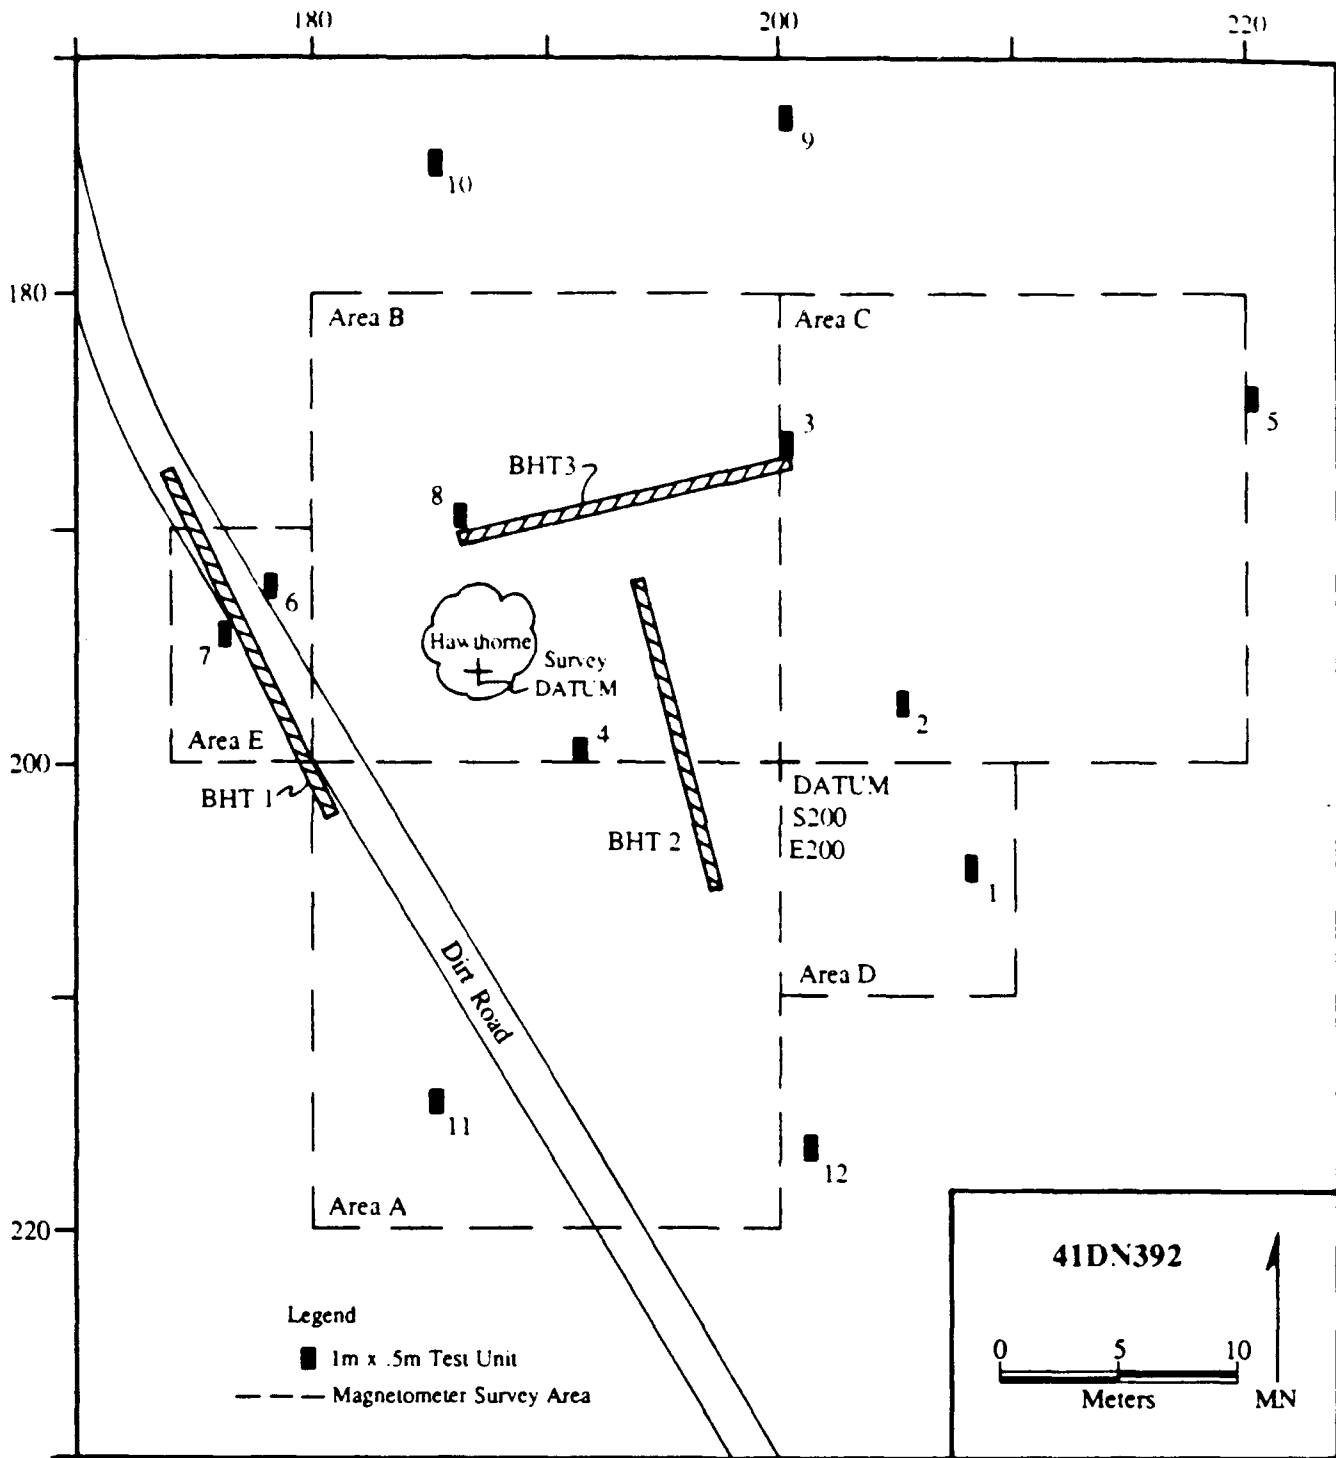 180
200
220
9
10
180
Area B
Area C
3
5
BHT3
8
6
Hawthorne
7
Survey
DATUM
2
4
Area E
200
BHT 1
DATUM
S200
E200
BHT 2
1
Dirt Road
Area D
11
12
Area A
220
41DN392
Legend
1m x .5m Test Unit
Magnetometer Survey Area
0 5 10
Meters
MN